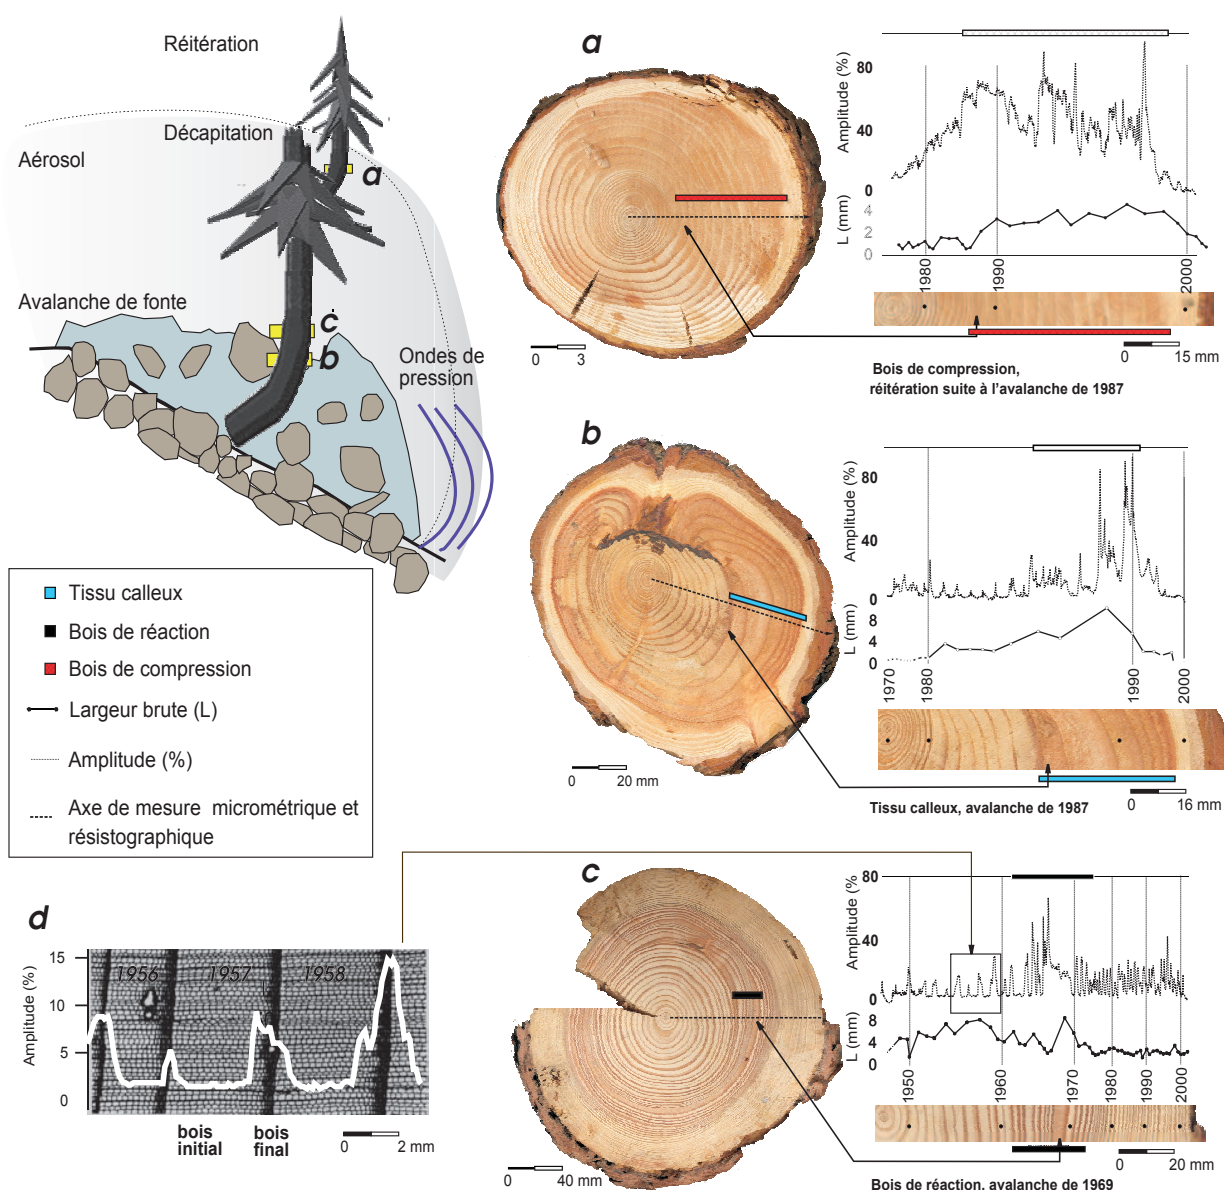 Réitération
Décapitation
Aérosol
a
Avalanche de fonte
c
b
Ondes de
pression
Tissu calleux
Bois de réaction
Bois de compression
Largeur brute (L)
Amplitude (%)
Axe de mesure micrométrique et
résistographique
a
0 3
Amplitude (%)
80
40
0
L (mm)
4
2
0
1980
1990
2000
0 15 mm
Bois de compression,
réitération suite à l'avalanche de 1987
b
0 20 mm
Amplitude (%)
80
40
0
L (mm)
8
4
0
1970
1980
1990
2000
0 16 mm
Tissu calleux, avalanche de 1987
c
0 40 mm
Amplitude (%
80
40
0
L (mm)
8
4
0
1950
1960
1970
1980
1990
2000
0 20 mm
Bois de réaction, avalanche de 1969
d
Amplitude (%)
15
10
5
0
1956 1957 1958
bois
initial
bois
final
0 2 mm